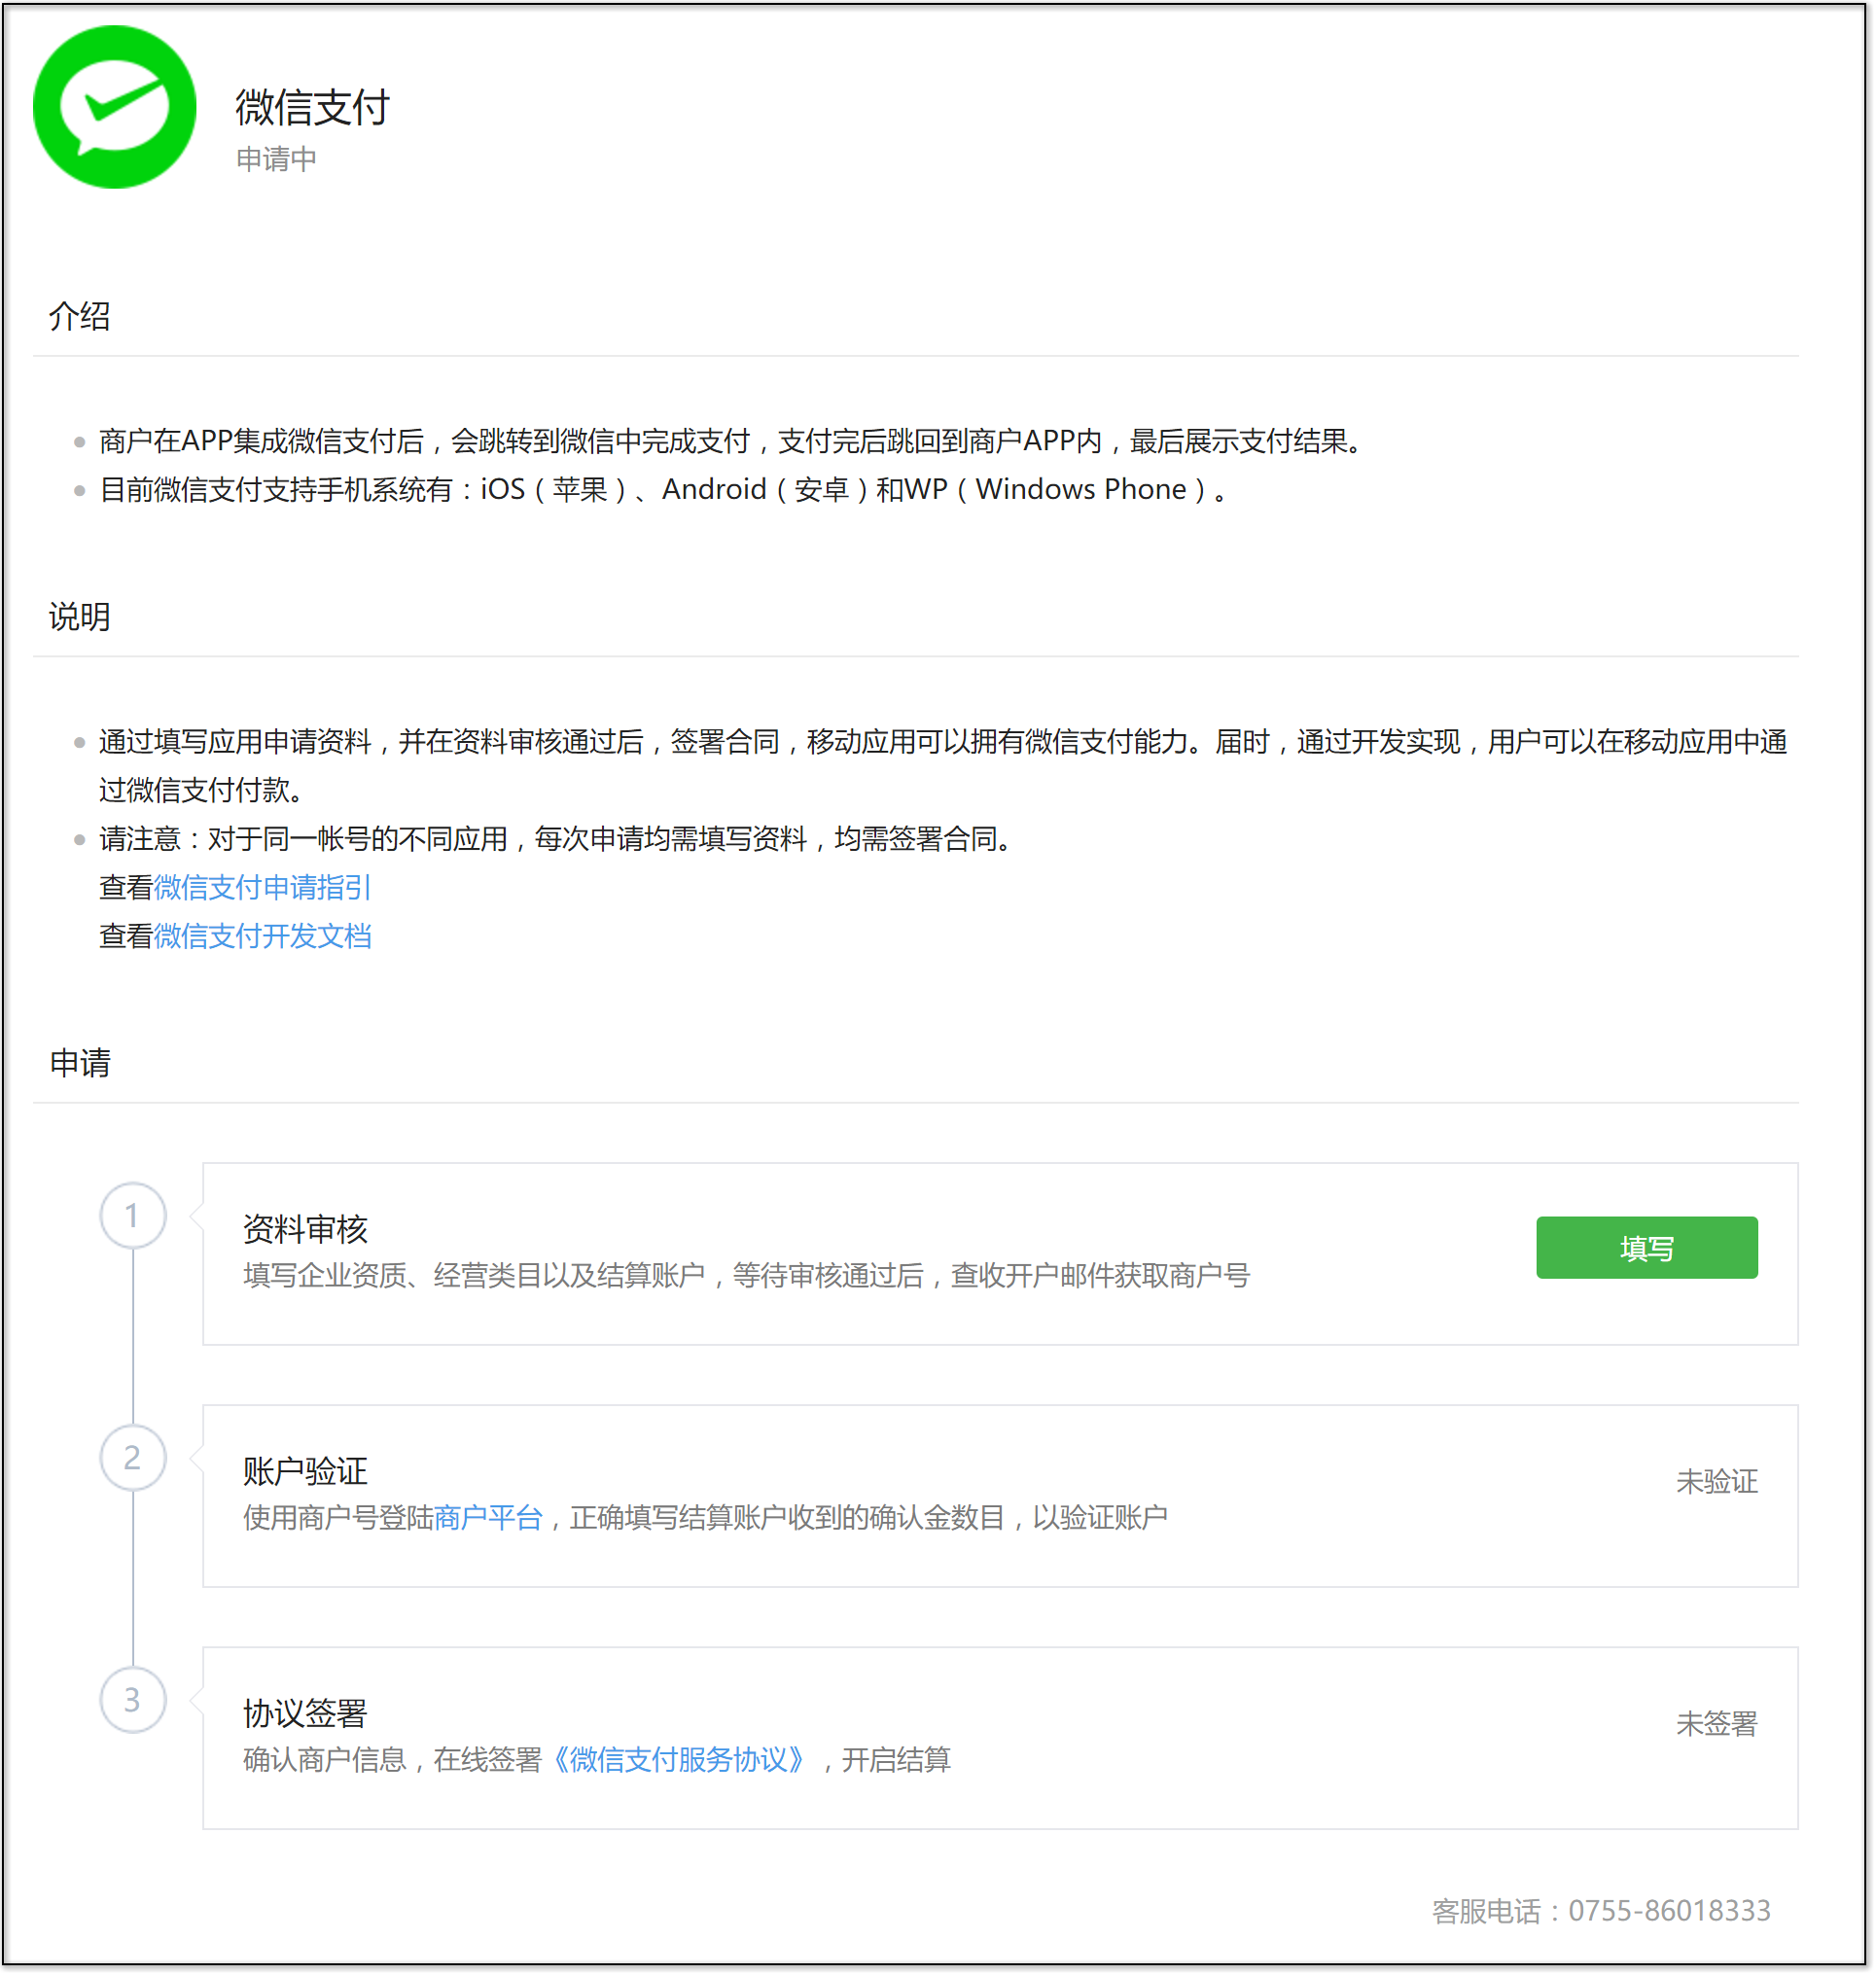 微信支付
申请中
介绍
商户在APP集成微信支付后，会跳转到微信中完成支付，支付完后跳回到商户APP内，最后展示支付结果。
目前微信支付支持手机系统有：iOS（苹果）、Android（安卓）和WP（Windows Phone）。
说明
通过填写应用申请资料，并在资料审核通过后，签署合同，移动应用可以拥有微信支付能力。届时，通过开发实现，用户可以在移动应用中通
过微信支付付款。
请注意：对于同一帐号的不同应用，每次申请均需填写资料，均需签署合同。
查看微信支付申请指引
查看微信支付开发文档
申请
1
资料审核
填写企业资质、经营类目以及结算账户，等待审核通过后，查收开户邮件获取商户号
填写
2
账户验证
使用商户号登陆商户平台，正确填写结算账户收到的确认金数目，以验证账户
未验证
3
协议签署
确认商户信息，在线签署《微信支付服务协议》，开启结算
未签署
客服电话：0755-86018333